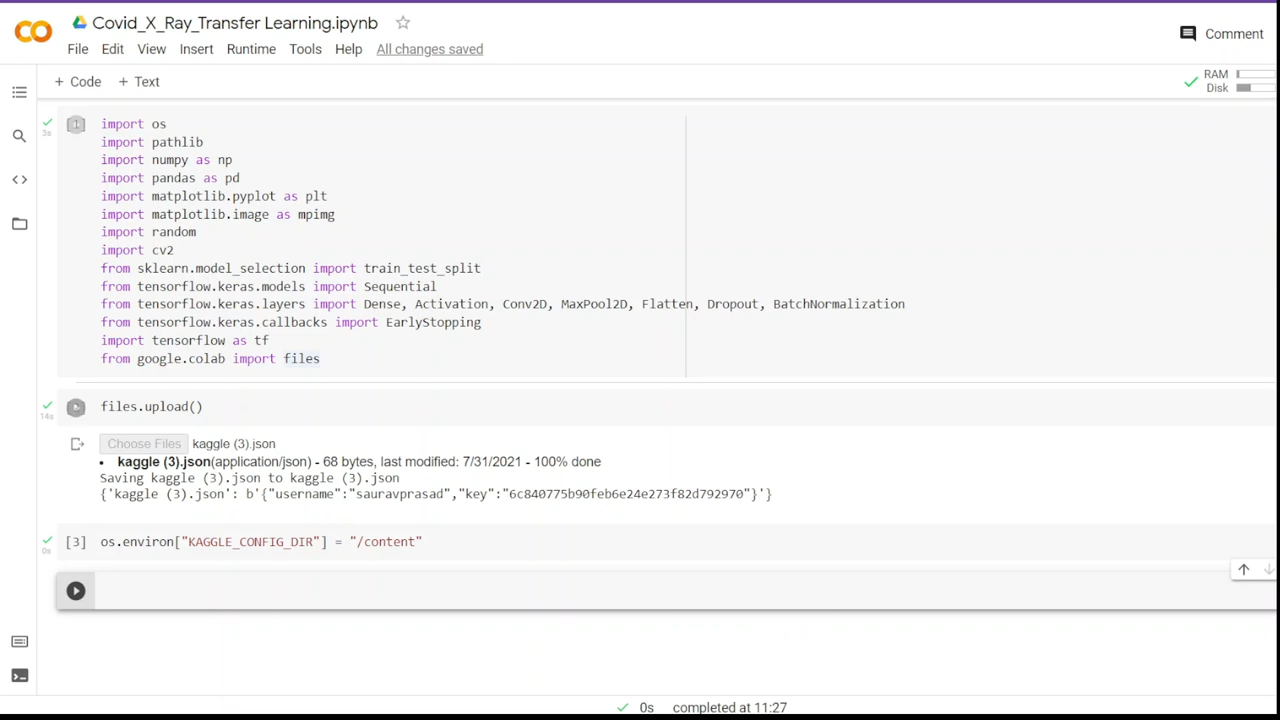 Covid_X_Ray_Transfer Learning.ipynb
File Edit View Insert Runtime Tools Help All changes saved
Comment
+ Code + Text
RAM
Disk
3s
1
import os
import pathlib
import numpy as np
import pandas as pd
import matplotlib.pyplot as plt
import matplotlib.image as mpimg
import random
import cv2
from sklearn.model_selection import train_test_split
from tensorflow.keras.models import Sequential
from tensorflow.keras.layers import Dense, Activation, Conv2D, MaxPool2D, Flatten, Dropout, BatchNormalization
from tensorflow.keras.callbacks import EarlyStopping
import tensorflow as tf
from google.colab import files
14s
files.upload()
Choose Files kaggle (3).json
• kaggle (3).json(application/json) - 68 bytes, last modified: 7/31/2021 - 100% done
Saving kaggle (3).json to kaggle (3).json
{'kaggle (3).json': b'{"username":"sauravprasad","key":"6c840775b90feb6e24e273f82d792970"}'}
0s
[3] os.environ["KAGGLE_CONFIG_DIR"] = "/content"
0s completed at 11:27